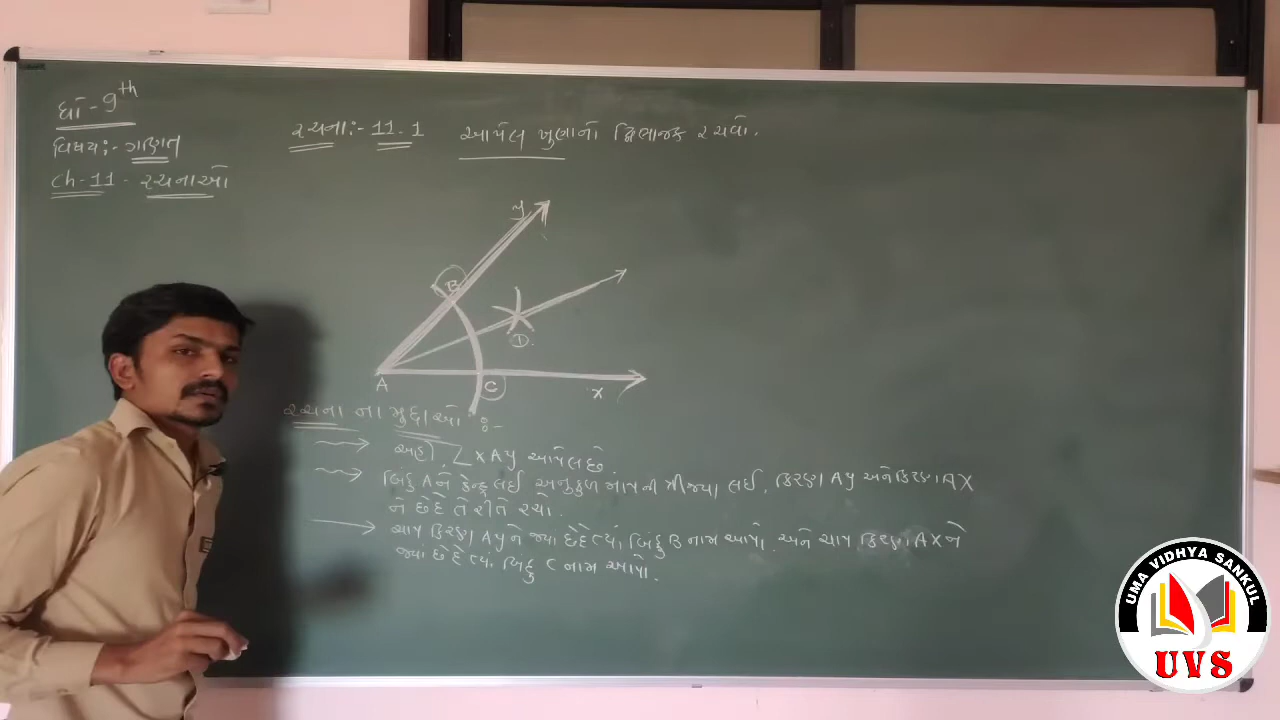 ધો - 9th
વિષય:- ગણિત
Ch-11 - રચનાઓ
રચના:- 11.1 આપેલ ખુણાનો દ્વિભાજક રચવો.
y
B
D
A
C
x
રચના ના મુદ્દાઓ :-
અહીં, ∠XAy આપેલ છે.
બિંદુ A ને કેન્દ્ર લઈ અનુકુળ માપની ત્રીજ્યા લઈ, કિરણ Ay અને કિરણ AX
ને છેદે તે રીતે રચો.
ચાપ કિરણ Ay ને જ્યાં છેદે ત્યાં બિંદુ B નામ આપો. અને ચાપ કિરણ AX ને
જ્યાં છેદે ત્યાં બિંદુ C નામ આપો.
UMA VIDHYA SANKUL
UVS